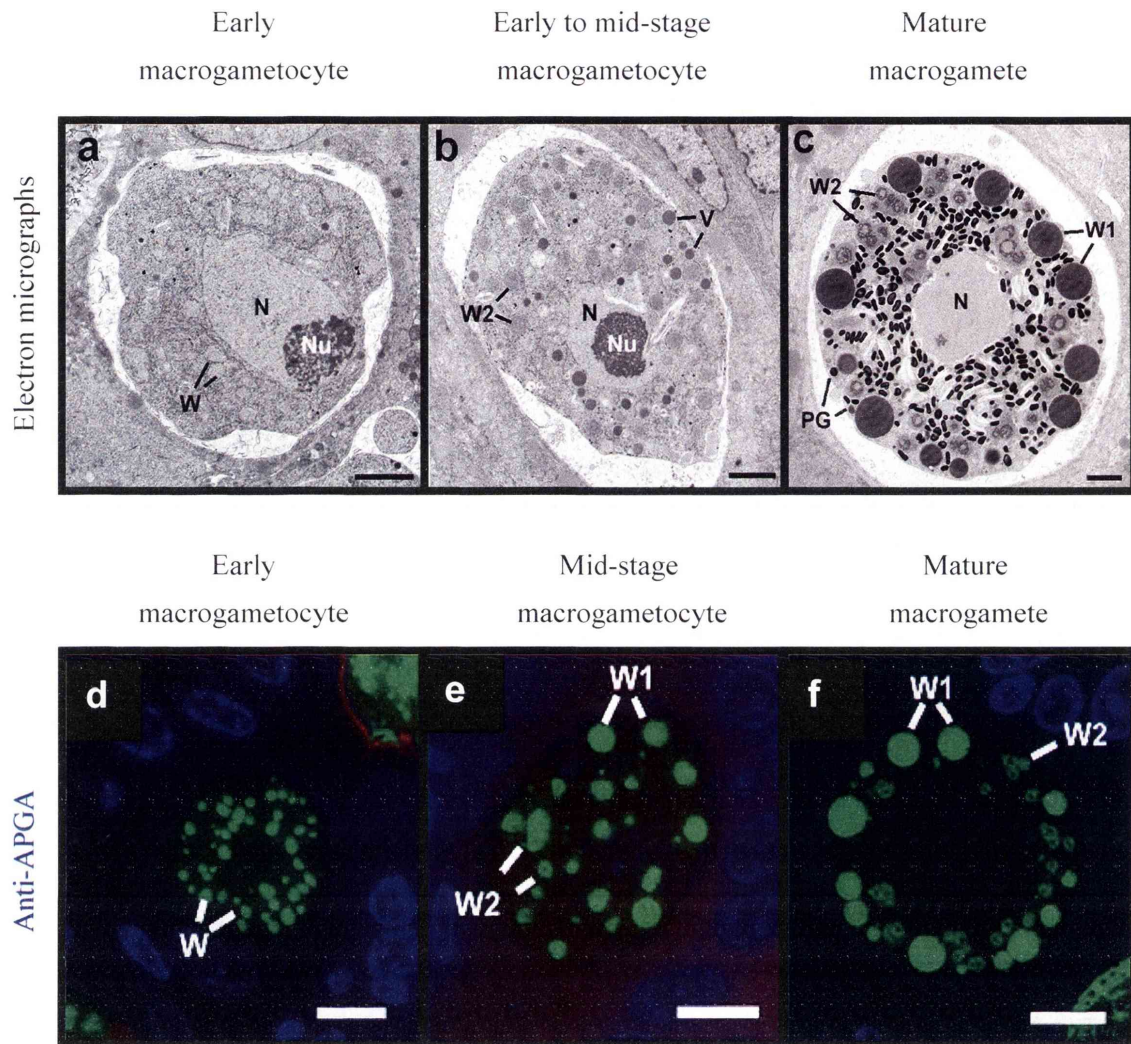 Early
macrogametocyte
Early to mid-stage
macrogametocyte
Mature
macrogamete
Electron micrographs
a
N
Nu
W
b
V
W2
N
Nu
c
W2
W1
N
PG
Early
macrogametocyte
Mid-stage
macrogametocyte
Mature
macrogamete
Anti-APGA
d
W
e
W1
W2
f
W1
W2